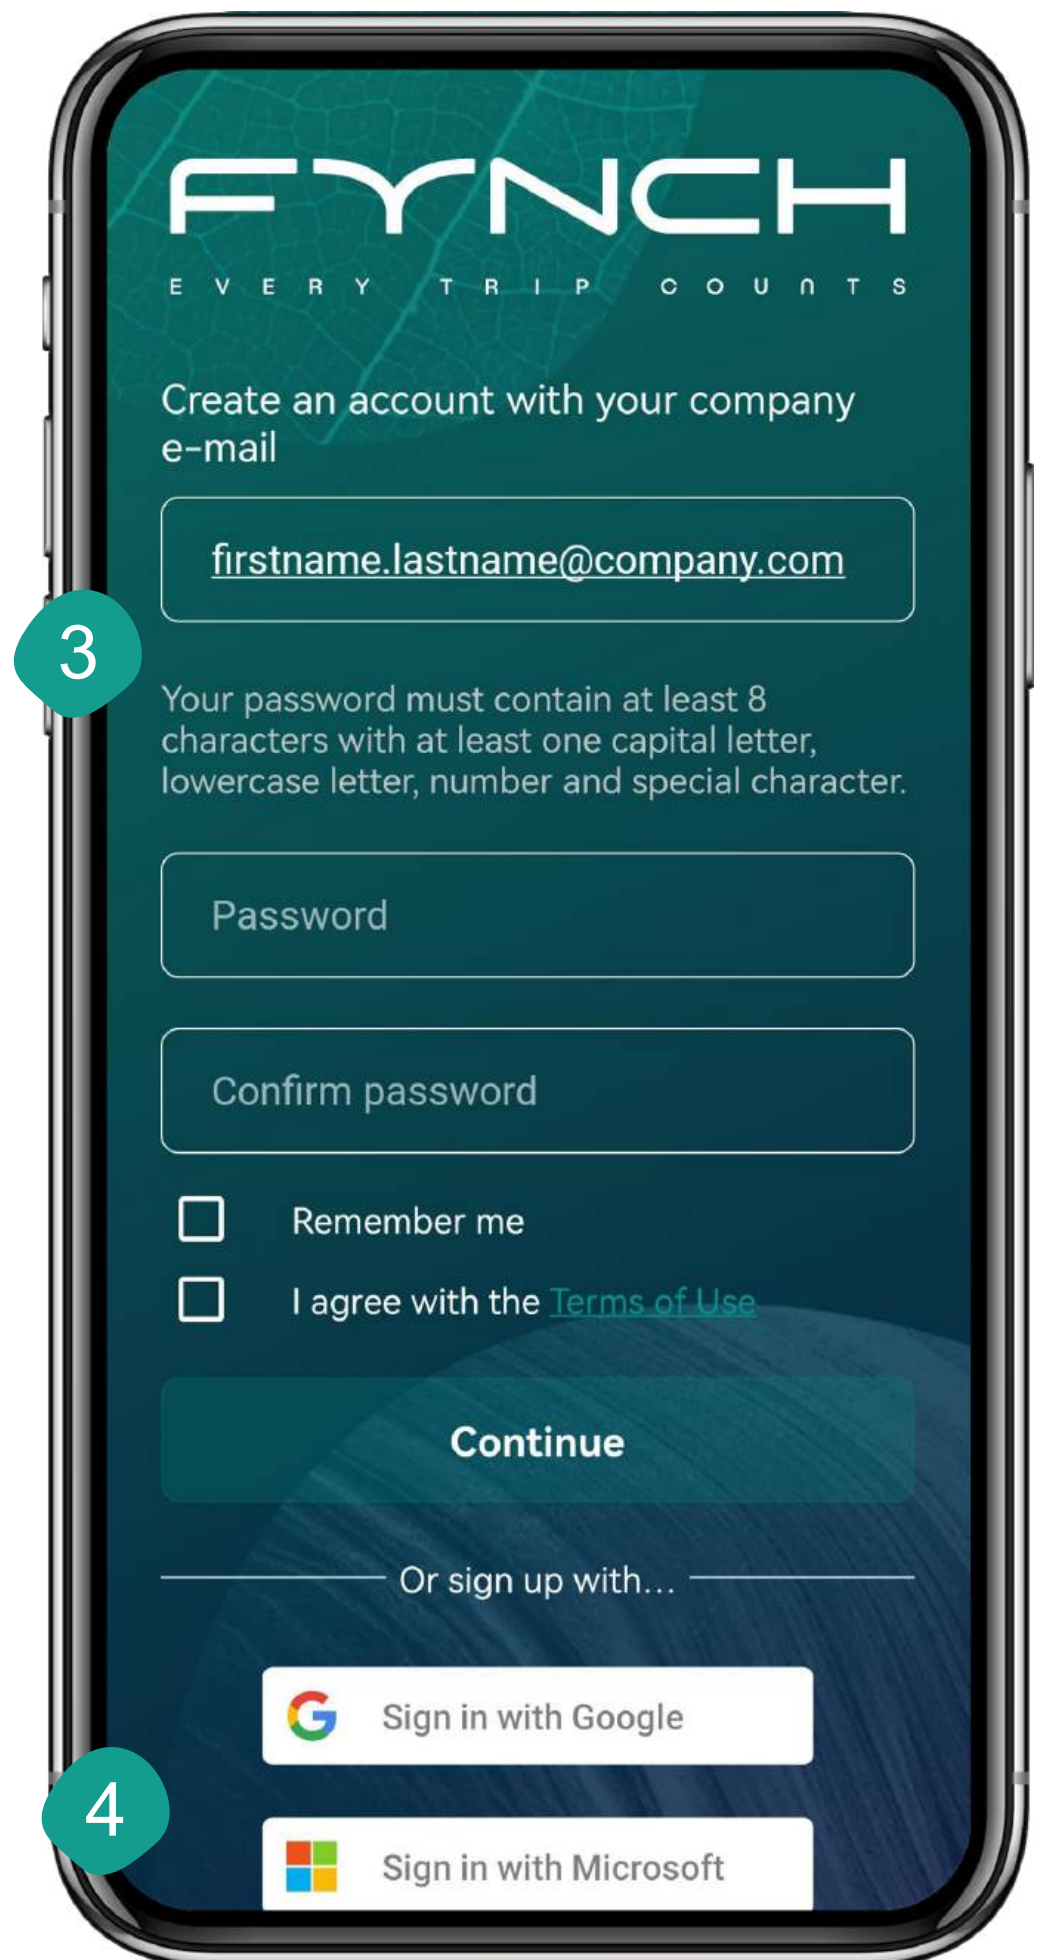 FYNCH
EVERY TRIP COUNTS
Create an account with your company
e-mail
firstname.lastname@company.com
3
Your password must contain at least 8
characters with at least one capital letter,
lowercase letter, number and special character.
Password
Confirm password
Remember me
I agree with the Terms of Use
Continue
Or sign up with...
Sign in with Google
4
Sign in with Microsoft